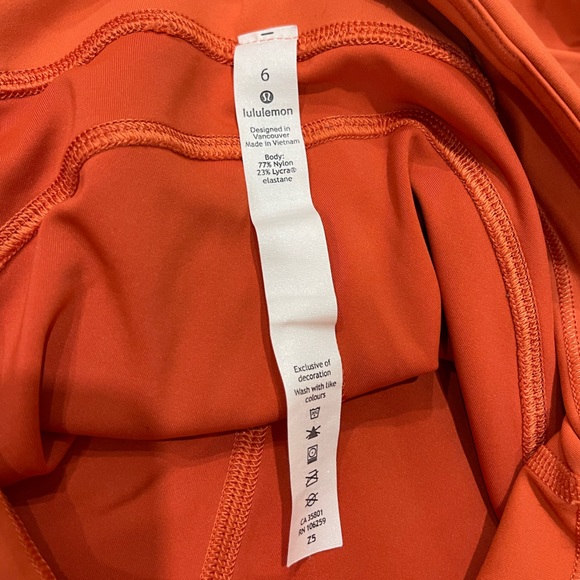 6
lululemon
Designed in
Vancouver
Made in Vietnam
Body:
77% Nylon
23% Lycra®
elastane
Exclusive of
decoration
Wash with like
colours
CA 35801
RN 106259
Z5